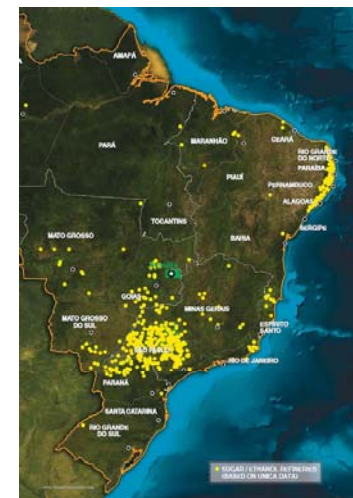 AMAPÁ
PARÁ
MARANHÃO
CEARÁ
RIO GRANDE
DO NORTE
PARAÍBA
PIAUÍ
PERNAMBUCO
ALAGOAS
SERGIPE
TOCANTINS
BAHIA
MATO GROSSO
GOIÁS
MATO GROSSO
DO SUL
MINAS GERAIS
ESPÍRITO
SANTO
SÃO PAULO
RIO DE JANEIRO
PARANÁ
SANTA CATARINA
RIO GRANDE
DO SUL
SUGAR / ETHANOL REFINERIES
(BASED ON UNICA DATA)